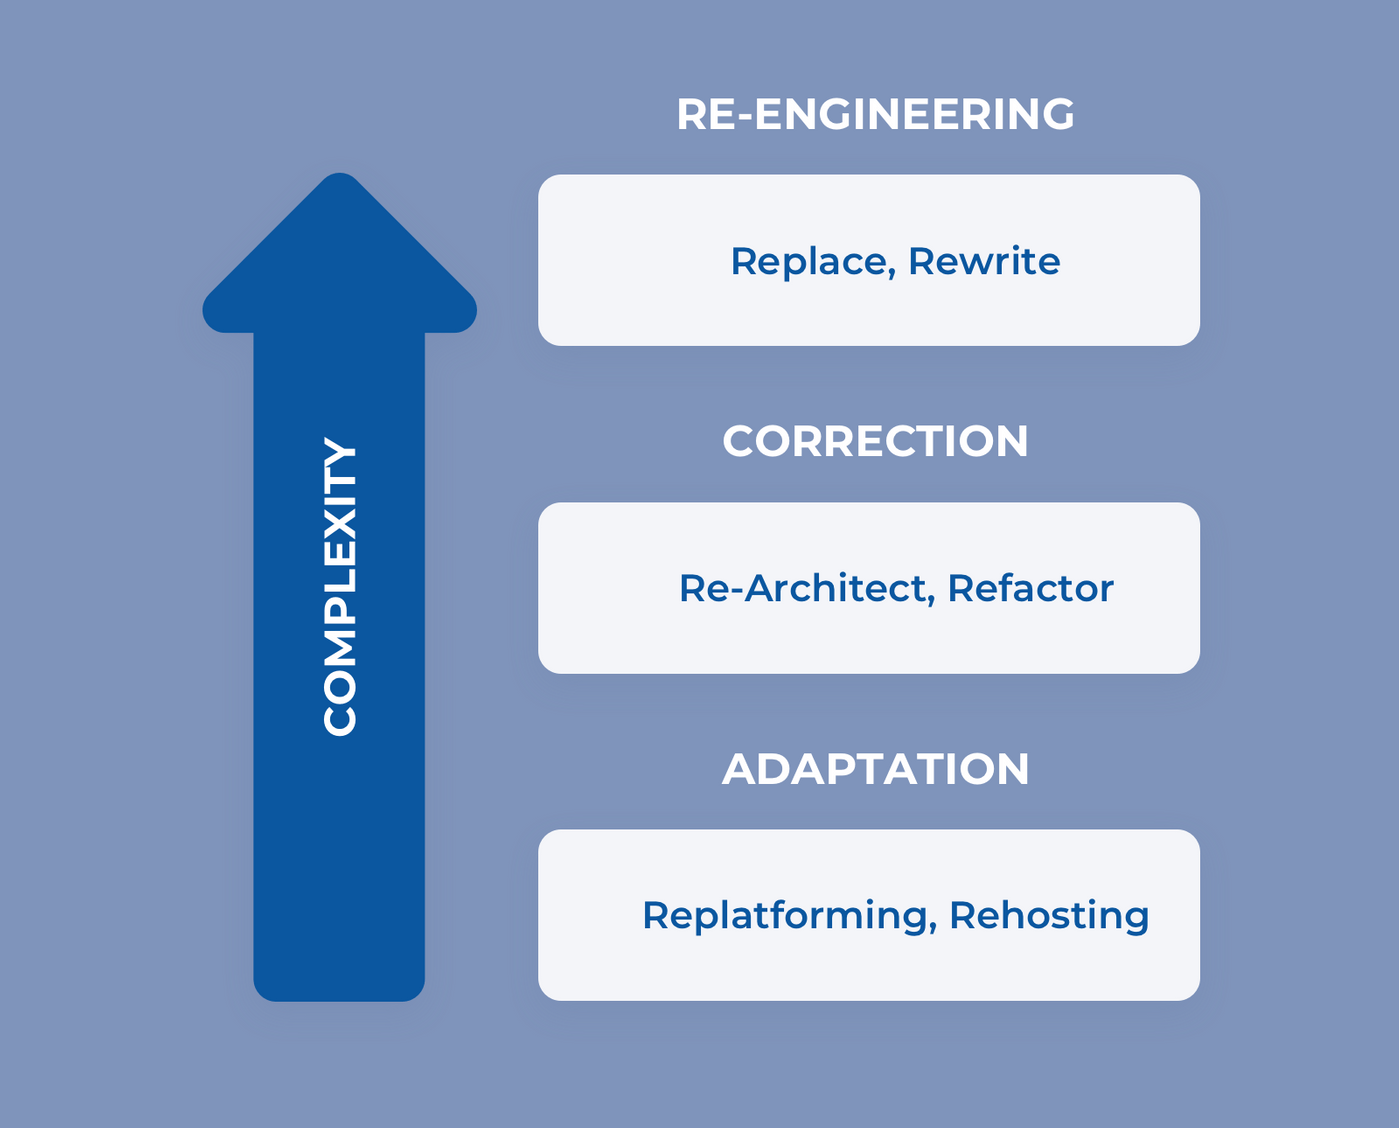 RE-ENGINEERING
Replace, Rewrite
COMPLEXITY
CORRECTION
Re-Architect, Refactor
ADAPTATION
Replatforming, Rehosting